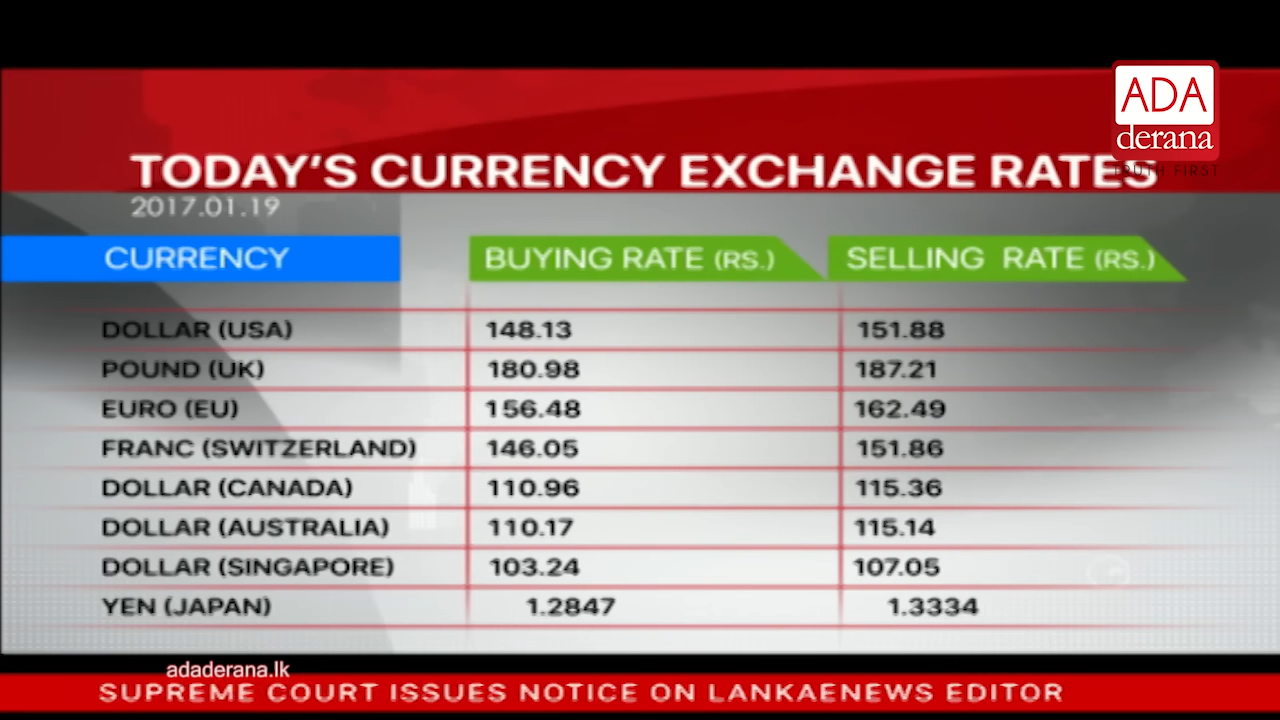 ADA
derana
TRUTH FIRST
TODAY'S CURRENCY EXCHANGE RATES
2017.01.19
CURRENCY BUYING RATE (RS.) SELLING RATE (RS.)
DOLLAR (USA) 148.13 151.88
POUND (UK) 180.98 187.21
EURO (EU) 156.48 162.49
FRANC (SWITZERLAND) 146.05 151.86
DOLLAR (CANADA) 110.96 115.36
DOLLAR (AUSTRALIA) 110.17 115.14
DOLLAR (SINGAPORE) 103.24 107.05
YEN (JAPAN) 1.2847 1.3334
adaderana.lk
SUPREME COURT ISSUES NOTICE ON LANKAENEWS EDITOR